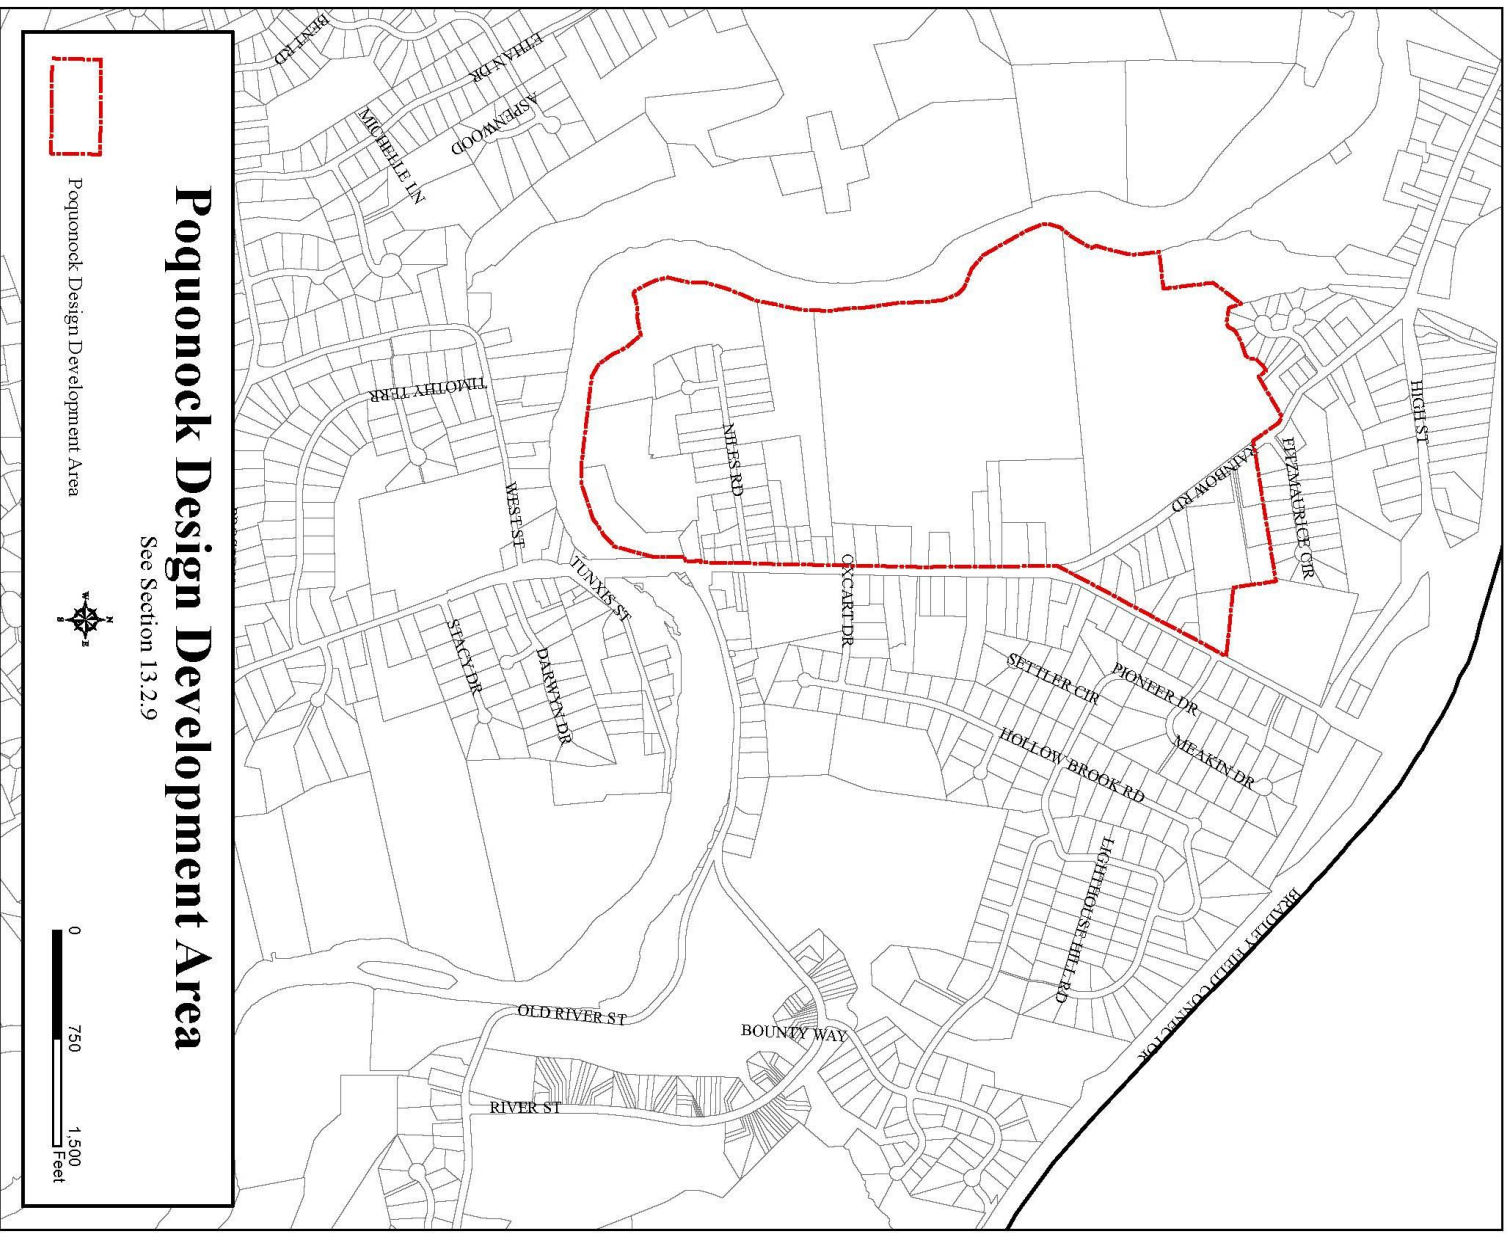 Poquonock Design Development Area
See Section 13.2.9
Poquonock Design Development Area
N
W
E
S
0
750
1,500
Feet
BENT RD
ETHAN DR
ASPENWOOD
MICHELLE LN
TIMOTHY TERR
WEST ST
TUNXIS ST
STACY DR
DARWYN DR
NILES RD
OXCART DR
RAINBOW RD
FITZMAURICE CIR
HIGH ST
SETTLER CIR
PIONEER DR
MEAKIN DR
HOLLOW BROOK RD
LIGHTHOUSE HILL RD
BRADLEY FIELD CONNECTOR
OLD RIVER ST
BOUNTY WAY
RIVER ST